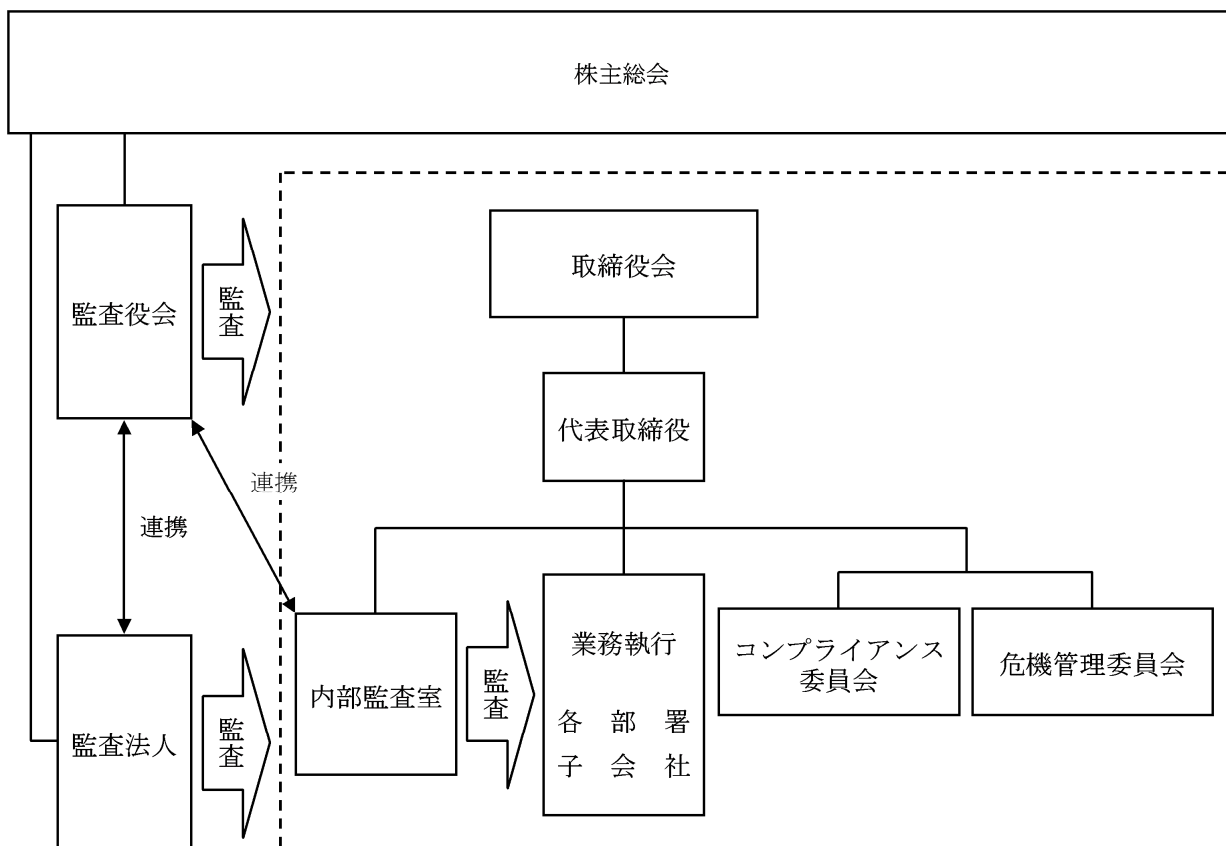 株主総会
監査役会
監査
取締役会
代表取締役
連携
連携
監査法人
監査
内部監査室
監査
業務執行
各部署
子会社
コンプライアンス
委員会
危機管理委員会